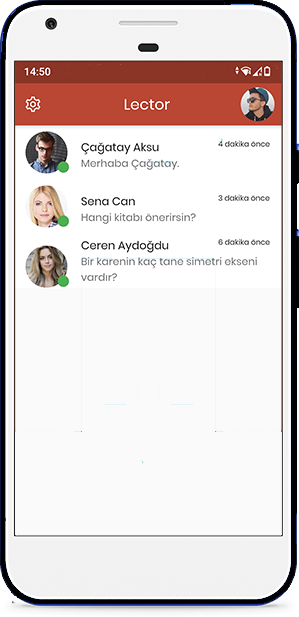 14:50
Lector
Çağatay Aksu
4 dakika önce
Merhaba Çağatay.
Sena Can
3 dakika önce
Hangi kitabı önerirsin?
Ceren Aydoğdu
6 dakika önce
Bir karenin kaç tane simetri ekseni
vardır?